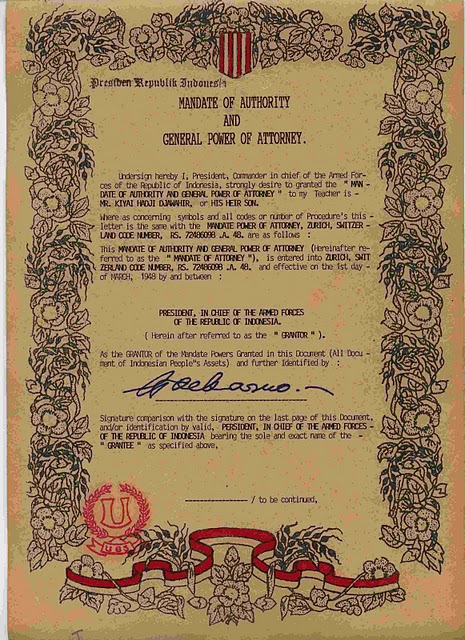 Presiden Republik Indonesia
MANDATE OF AUTHORITY
AND
GENERAL POWER OF ATTORNEY.
Undersign hereby I, President, Commander in chief of the Armed For-
ces of the Republic of Indonesia, strongly desire to granted the " MAN -
DATE OF AUTHORITY AND GENERAL POWER OF ATTORNEY " to my Teacher is -
MR. KIYAI HADJI DJAWAHIR, or HIS HEIR SON.
Where as concerning symbols and all codes or number of Procedure's this -
letter is the same with the MANDATE POWER OF ATTORNEY, ZURICH, SWITZER-
LAND CODE NUMBER, RS. 72486098 .A. 48. are as follows :
This MANDATE OF AUTHORITY AND GENERAL POWER OF ATTORNEY (Hereinafter re-
ferred to as the " MANDATE OF ATTORNEY "), is entered into ZURICH, SWIT
ZERLAND CODE NUMBER, RS. 72486098 .A. 48. and effective on the 1st day -
of MARCH, 1948 by and between :
PRESIDENT, IN CHIEF OF THE ARMED FORCES
OF THE REPUBLIC OF INDONESIA.
( Herein after referred to as the " GRANTOR " ).
As the GRANTOR of the Mandate Powers Granted in this Document (All Docu -
ment of Indonesian People"s Assets) and further Identified by :
Soekarno.
Signature comparison with the signature on the last page of this Document,
and/or identification by valid, PERSIDENT, IN CHIEF OF THE ARMED FORCES -
OF THE REPUBLIC OF INDONESIA bearing the sole and exact name of the -
" GRANTEE " as specified above,
/ to be continued,
U